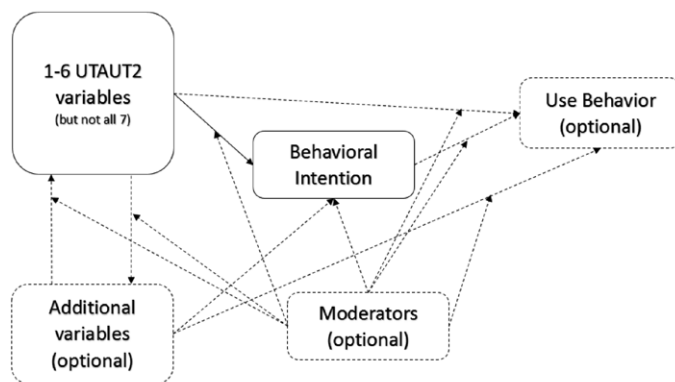 1-6 UTAUT2
variables
(but not all 7)
Use Behavior
(optional)
Behavioral
Intention
Additional
variables
(optional)
Moderators
(optional)